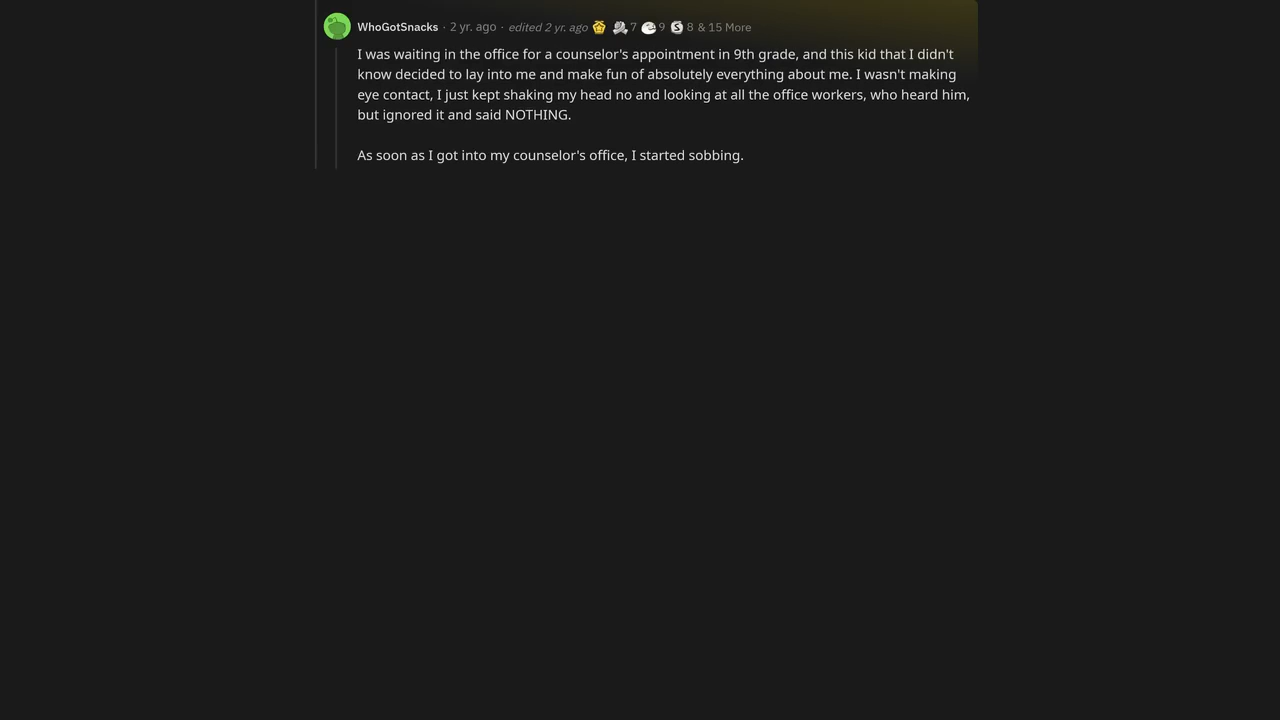 WhoGotSnacks · 2 yr. ago · edited 2 yr. ago 7 9 8 & 15 More
I was waiting in the office for a counselor's appointment in 9th grade, and this kid that I didn't
know decided to lay into me and make fun of absolutely everything about me. I wasn't making
eye contact, I just kept shaking my head no and looking at all the office workers, who heard him,
but ignored it and said NOTHING.
As soon as I got into my counselor's office, I started sobbing.